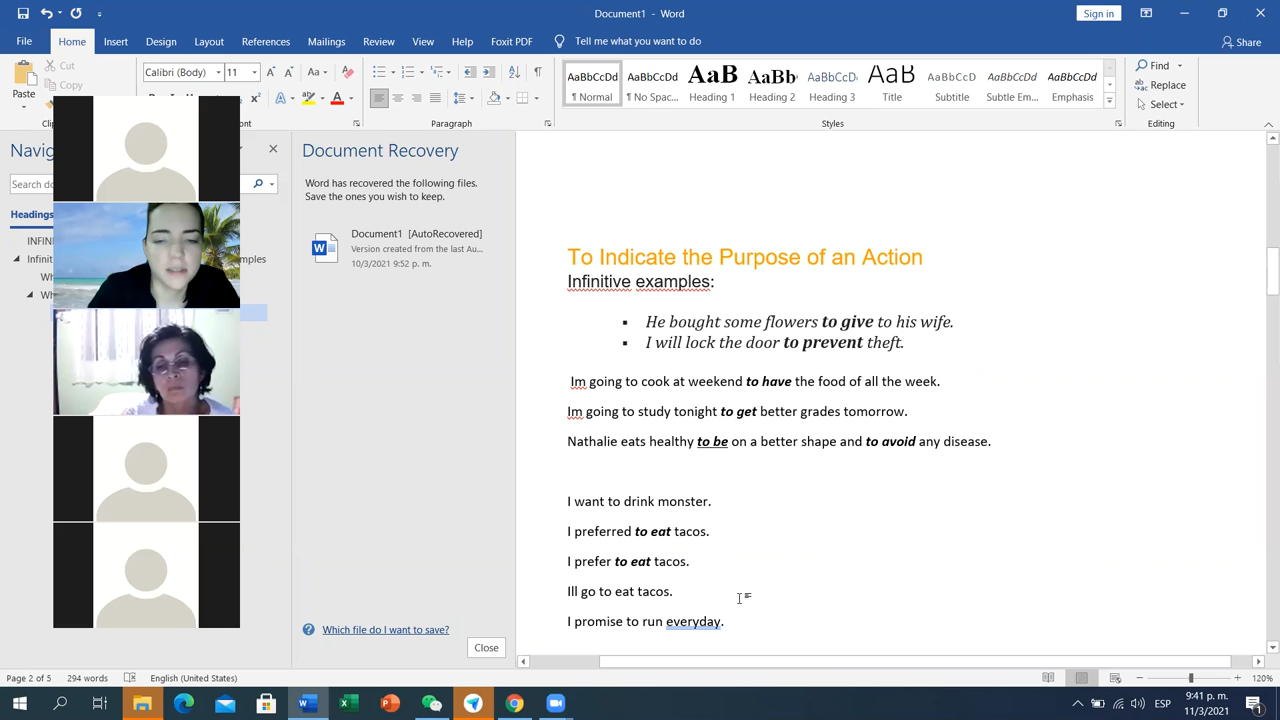 Document1 - Word
Sign in
File
Home
Insert
Design
Layout
References
Mailings
Review
View
Help
Foxit PDF
Tell me what you want to do
Share
Paste
Cut
Copy
Calibri (Body)
11
Aa
Paragraph
AaBbCcDd
AaBbCcDd
AaB
AaBb
AaBbCcD
AaB
AaBbCcD
AaBbCcDd
AaBbCcDd
¶ Normal
¶ No Spac...
Heading 1
Heading 2
Heading 3
Title
Subtitle
Subtle Em...
Emphasis
Styles
Find
Replace
Select
Editing
Navig
Search do
Headings
INFINI
Infinit
amples
Wh
Wh
Document Recovery
Word has recovered the following files.
Save the ones you wish to keep.
Document1 [AutoRecovered]
Version created from the last Au...
10/3/2021 9:52 p. m.
Which file do I want to save?
Close
To Indicate the Purpose of an Action
Infinitive examples:
▪ He bought some flowers to give to his wife.
▪ I will lock the door to prevent theft.
Im going to cook at weekend to have the food of all the week.
Im going to study tonight to get better grades tomorrow.
Nathalie eats healthy to be on a better shape and to avoid any disease.
I want to drink monster.
I preferred to eat tacos.
I prefer to eat tacos.
Ill go to eat tacos.
I promise to run everyday.
Page 2 of 5
294 words
English (United States)
120%
ESP
9:41 p. m.
11/3/2021